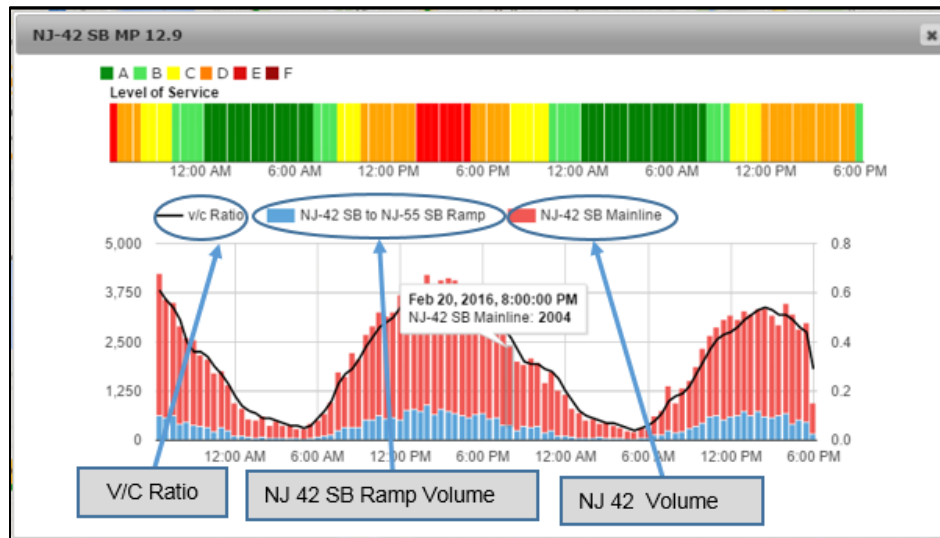 NJ-42 SB MP 12.9
A B C D E F
Level of Service
12:00 AM 6:00 AM 12:00 PM 6:00 PM 12:00 AM 6:00 AM 12:00 PM 6:00 PM
v/c Ratio NJ-42 SB to NJ-55 SB Ramp NJ-42 SB Mainline
5,000 0.8
3,750 0.6
Feb 20, 2016, 8:00:00 PM
NJ-42 SB Mainline: 2004
2,500 0.4
1,250 0.2
0 0.0
12:00 AM 6:00 AM 12:00 PM 6:00 PM 12:00 AM 6:00 AM 12:00 PM 6:00 PM
V/C Ratio NJ 42 SB Ramp Volume NJ 42 Volume